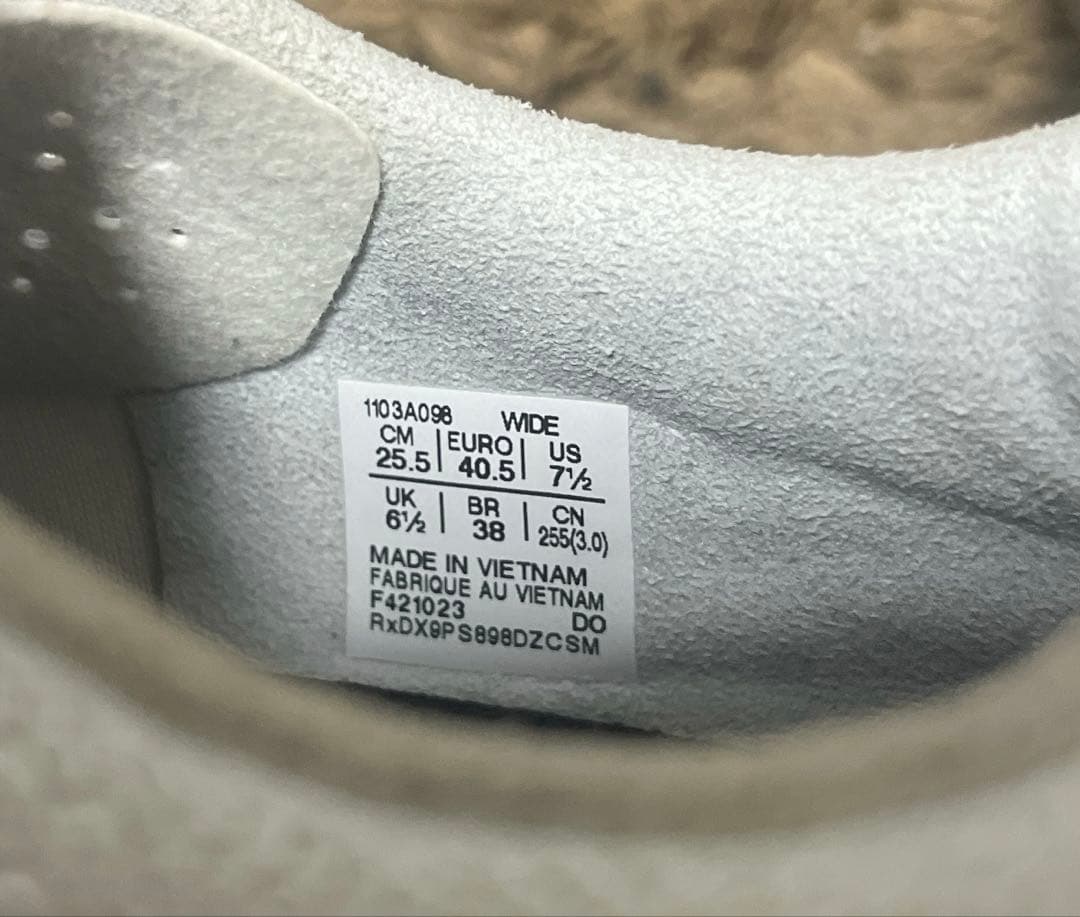 1103A098 WIDE
CM | EURO | US
25.5 | 40.5 | 7½
UK | BR | CN
6½ | 38 | 255(3.0)
MADE IN VIETNAM
FABRIQUE AU VIETNAM
F421023 DO
RxDX9PS898DZCSM